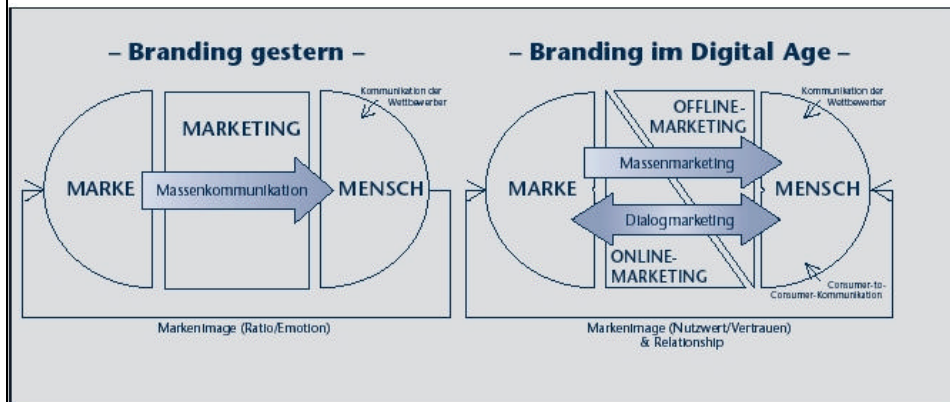 – Branding gestern –
Kommunikation der
Wettbewerber
MARKETING
MARKE
Massenkommunikation
MENSCH
Markenimage (Ratio/Emotion)
– Branding im Digital Age –
Kommunikation der
Wettbewerber
OFFLINE-
MARKETING
Massenmarketing
MARKE
MENSCH
Dialogmarketing
ONLINE-
MARKETING
Consumer-to-
Consumer-Kommunikation
Markenimage (Nutzwert/Vertrauen)
& Relationship